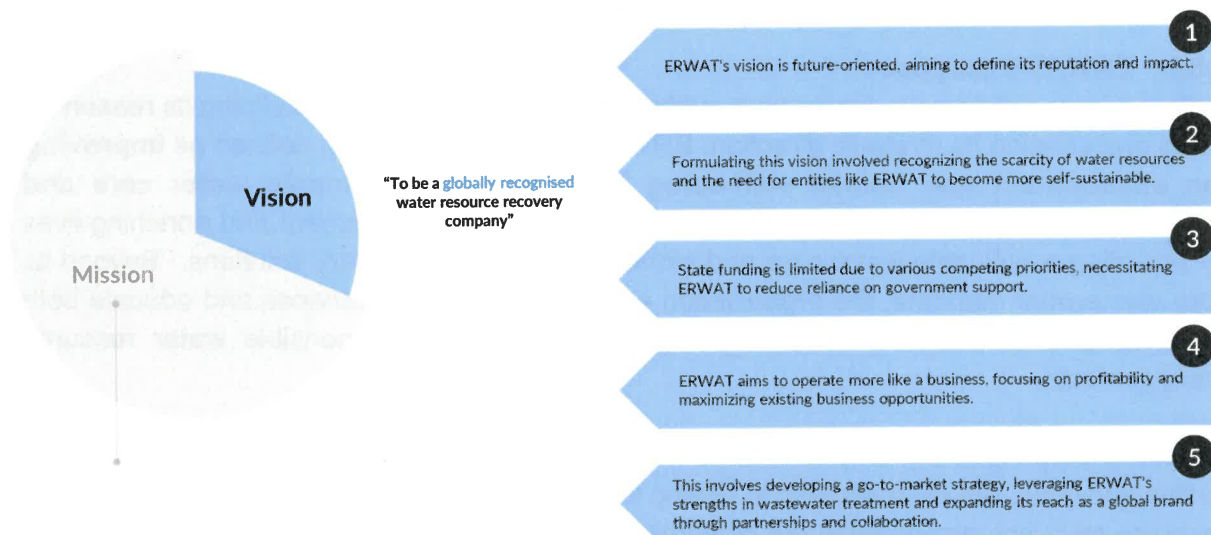 Vision
Mission
"To be a globally recognised
water resource recovery
company"
1
ERWAT's vision is future-oriented, aiming to define its reputation and impact.
2
Formulating this vision involved recognizing the scarcity of water resources
and the need for entities like ERWAT to become more self-sustainable.
3
State funding is limited due to various competing priorities, necessitating
ERWAT to reduce reliance on government support.
4
ERWAT aims to operate more like a business, focusing on profitability and
maximizing existing business opportunities.
5
This involves developing a go-to-market strategy, leveraging ERWAT's
strengths in wastewater treatment and expanding its reach as a global brand
through partnerships and collaboration.